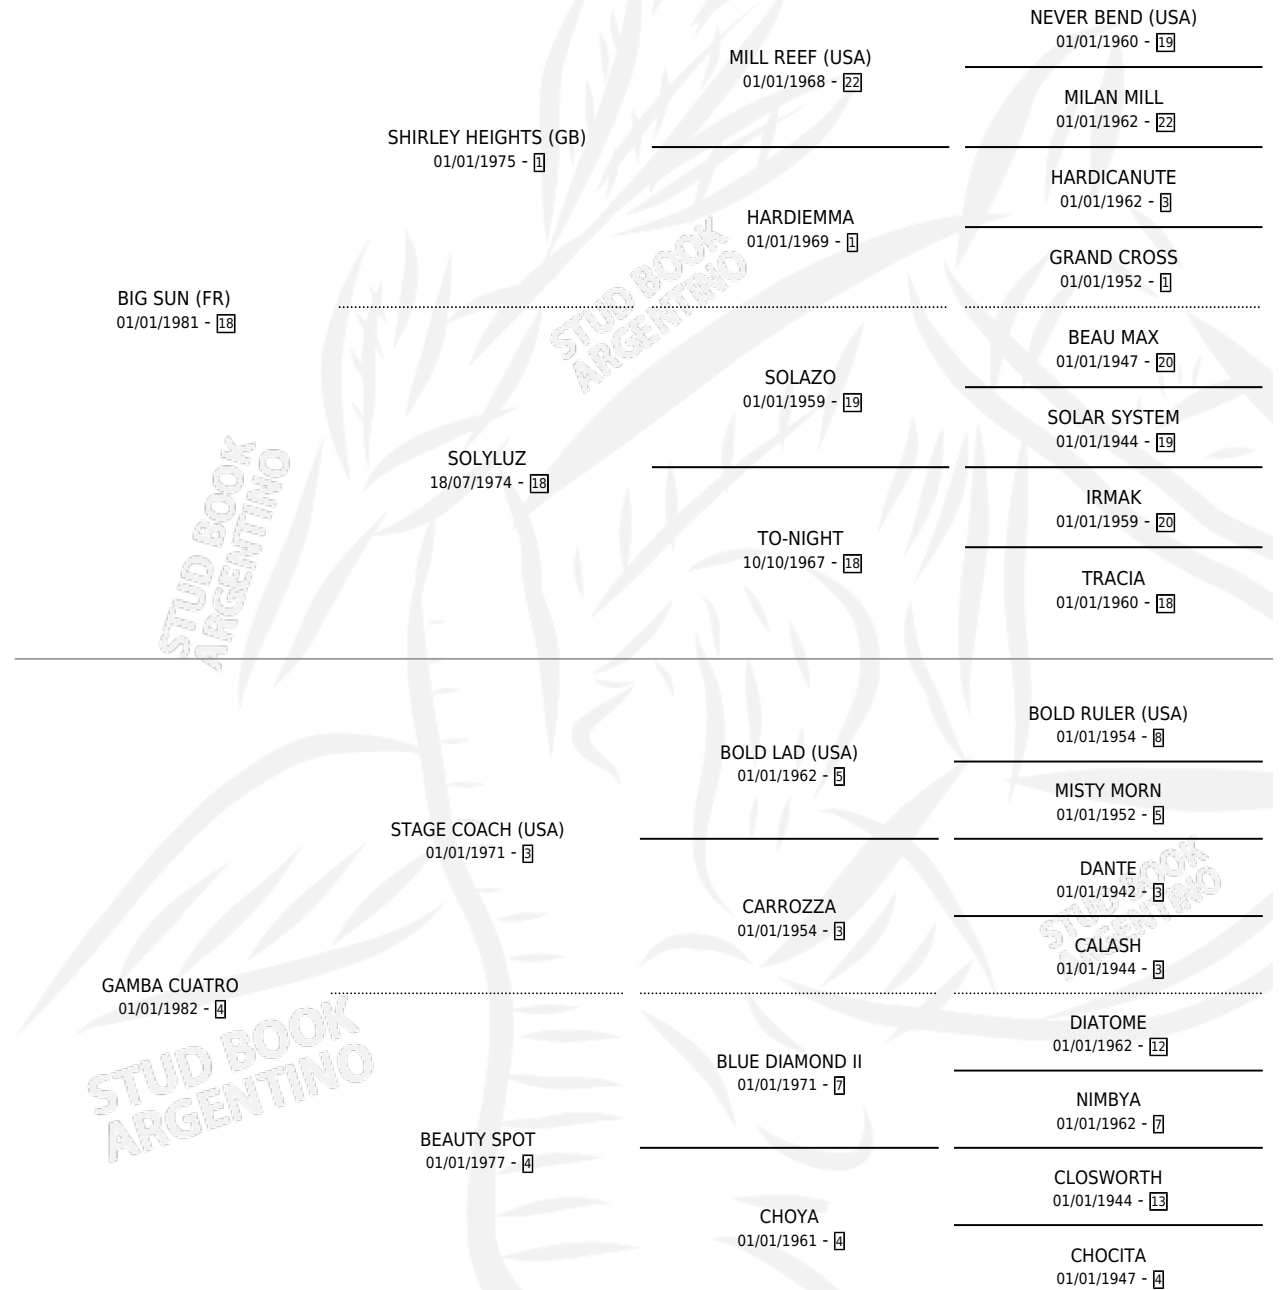 NEVER BEND (USA)
01/01/1960 - 19
MILL REEF (USA)
01/01/1968 - 22
MILAN MILL
01/01/1962 - 22
SHIRLEY HEIGHTS (GB)
01/01/1975 - 1
HARDICANUTE
01/01/1962 - 3
HARDIEMMA
01/01/1969 - 1
GRAND CROSS
01/01/1952 - 1
BIG SUN (FR)
01/01/1981 - 18
STUD BOOK
ARGENTINO
BEAU MAX
01/01/1947 - 20
SOLAZO
01/01/1959 - 19
SOLAR SYSTEM
01/01/1944 - 19
SOLYLUZ
18/07/1974 - 18
IRMAK
01/01/1959 - 20
TO-NIGHT
10/10/1967 - 18
TRACIA
01/01/1960 - 18
STUD BOOK
ARGENTINO
BOLD RULER (USA)
01/01/1954 - 8
BOLD LAD (USA)
01/01/1962 - 5
MISTY MORN
01/01/1952 - 5
STAGE COACH (USA)
01/01/1971 - 3
DANTE
01/01/1942 - 3
CARROZZA
01/01/1954 - 3
STUD BOOK
ARGENTINO
CALASH
01/01/1944 - 3
GAMBA CUATRO
01/01/1982 - 4
DIATOME
01/01/1962 - 12
STUD BOOK
ARGENTINO
BLUE DIAMOND II
01/01/1971 - 7
NIMBYA
01/01/1962 - 7
BEAUTY SPOT
01/01/1977 - 4
CLOSWORTH
01/01/1944 - 13
CHOYA
01/01/1961 - 4
CHOCITA
01/01/1947 - 4